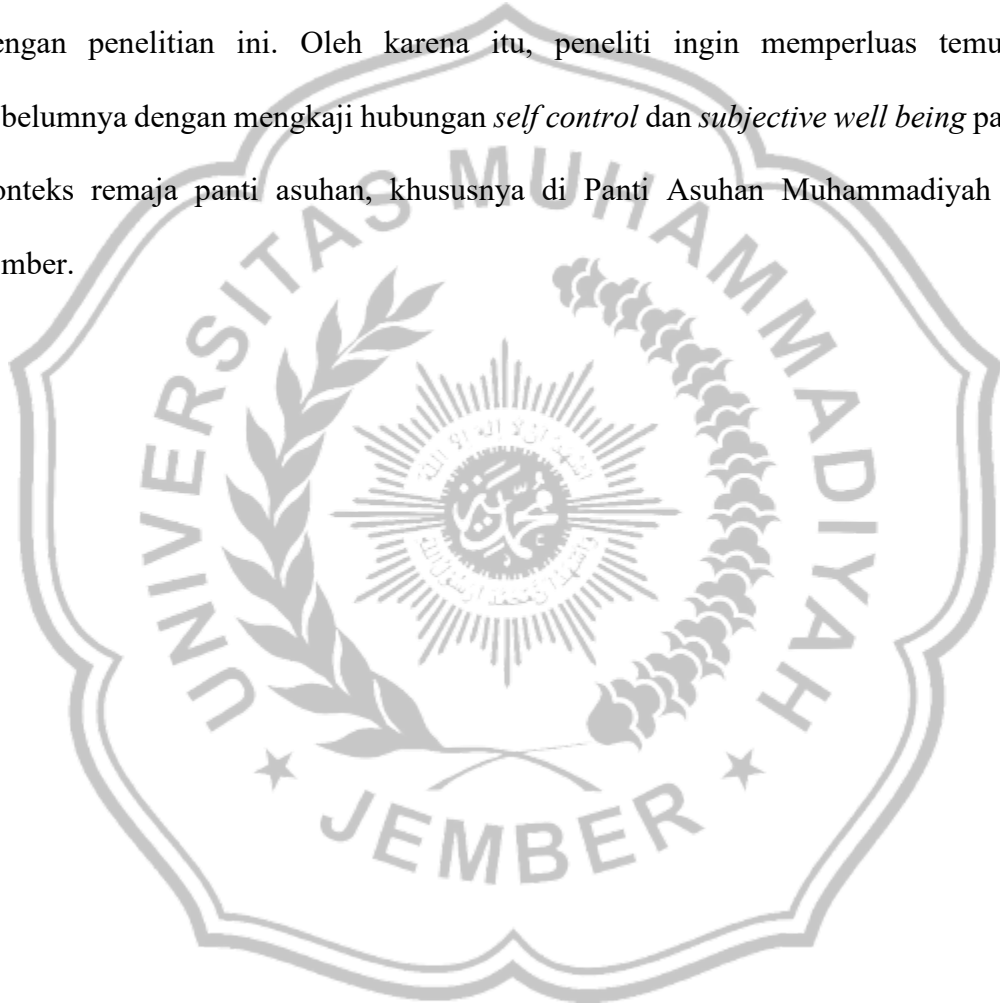 engan penelitian ini. Oleh karena itu, peneliti ingin memperluas temu
belumnya dengan mengkaji hubungan self control dan subjective well being pa
onteks remaja panti asuhan, khususnya di Panti Asuhan Muhammadiyah
mber.
UNIVERSITAS MUHAMMADIYAH
JEMBER